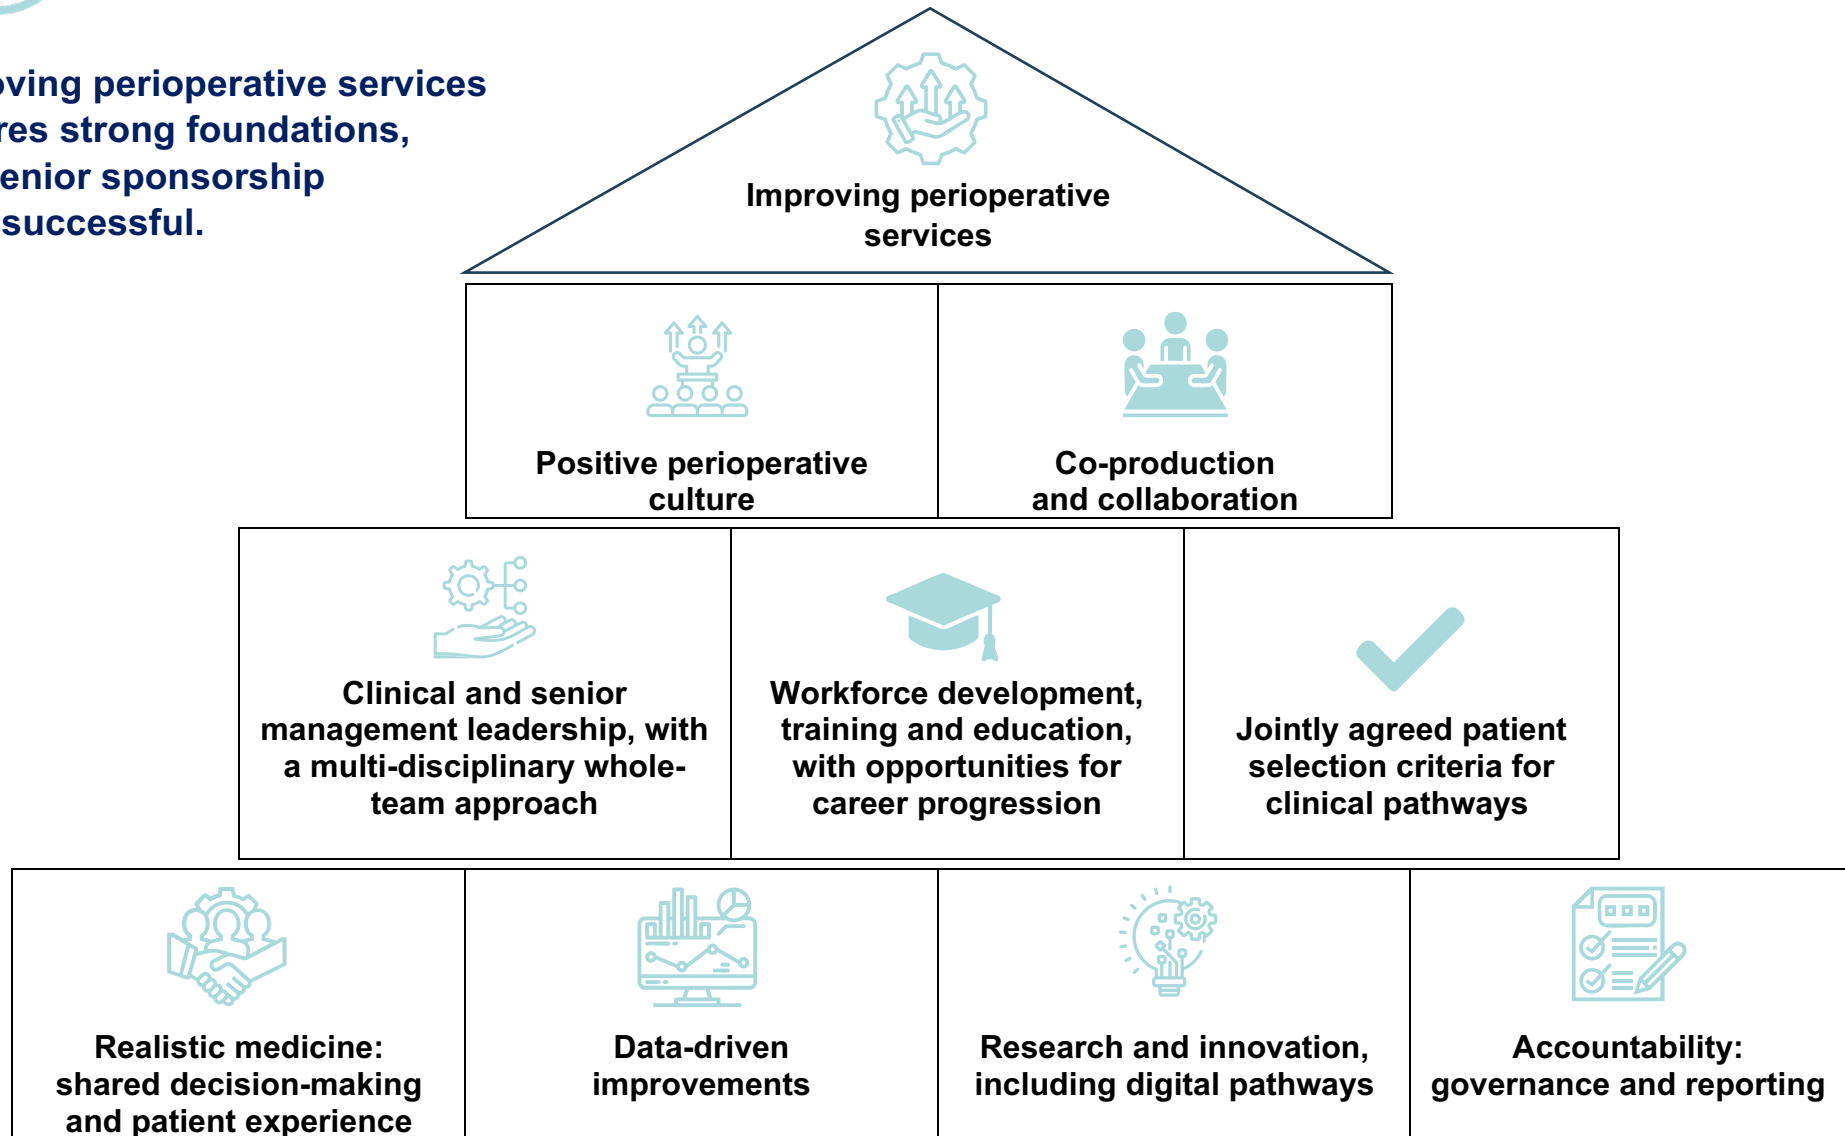 oving perioperative services
res strong foundations,
enior sponsorship
successful.
Improving perioperative
services
Positive perioperative
culture
Co-production
and collaboration
Clinical and senior
management leadership, with
a multi-disciplinary whole-
team approach
Workforce development,
training and education,
with opportunities for
career progression
Jointly agreed patient
selection criteria for
clinical pathways
Realistic medicine:
shared decision-making
and patient experience
Data-driven
improvements
Research and innovation,
including digital pathways
Accountability:
governance and reporting